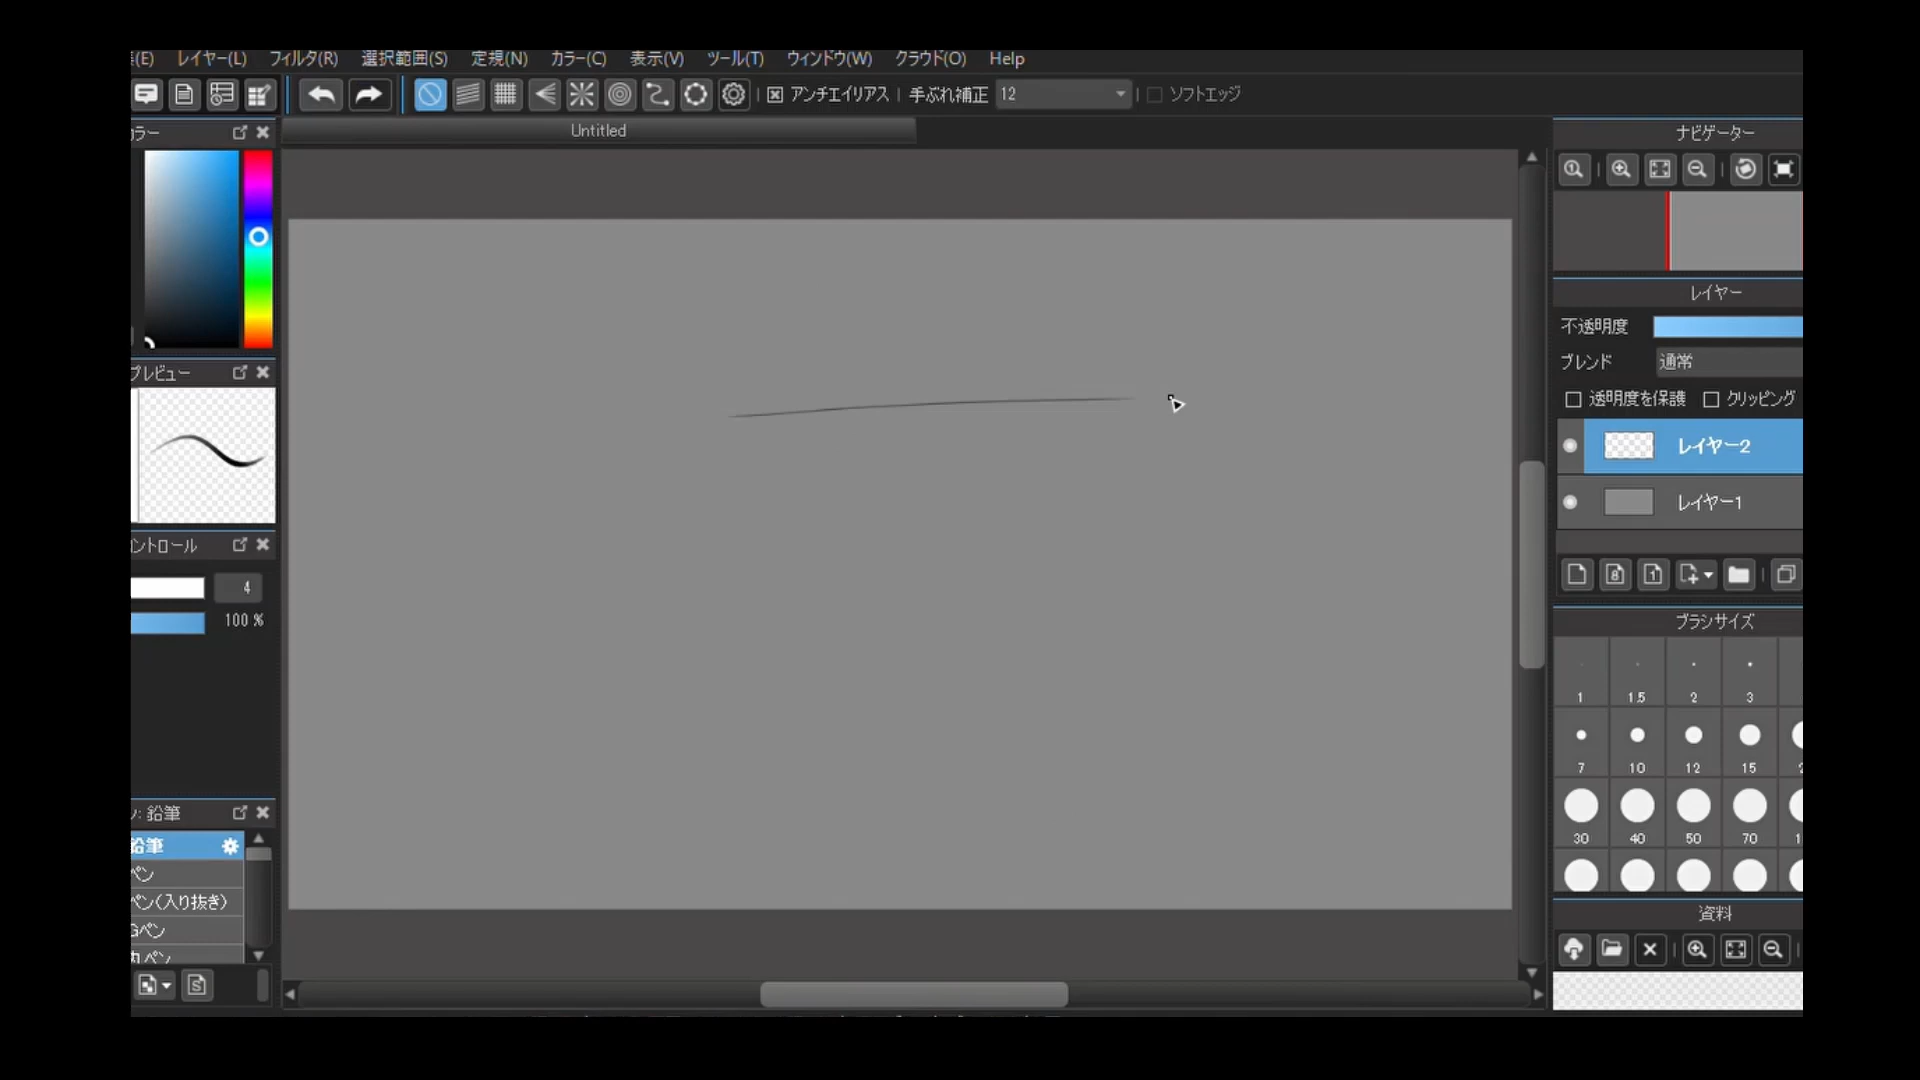 (E) レイヤー(L) フィルタ(R) 選択範囲(S) 定規(N) カラー(C) 表示(V) ツール(T) ウィンドウ(W) クラウド(O) Help
アンチエイリアス 手ぶれ補正 12 ソフトエッジ
Untitled
カラー
プレビュー
ントロール
4
100 %
: 鉛筆
鉛筆
ペン
ペン(入り抜き)
Gペン
丸ペン
ナビゲーター
レイヤー
不透明度
ブレンド 通常
透明度を保護 クリッピング
レイヤー2
レイヤー1
ブラシサイズ
1 1.5 2 3
7 10 12 15
30 40 50 70
資料